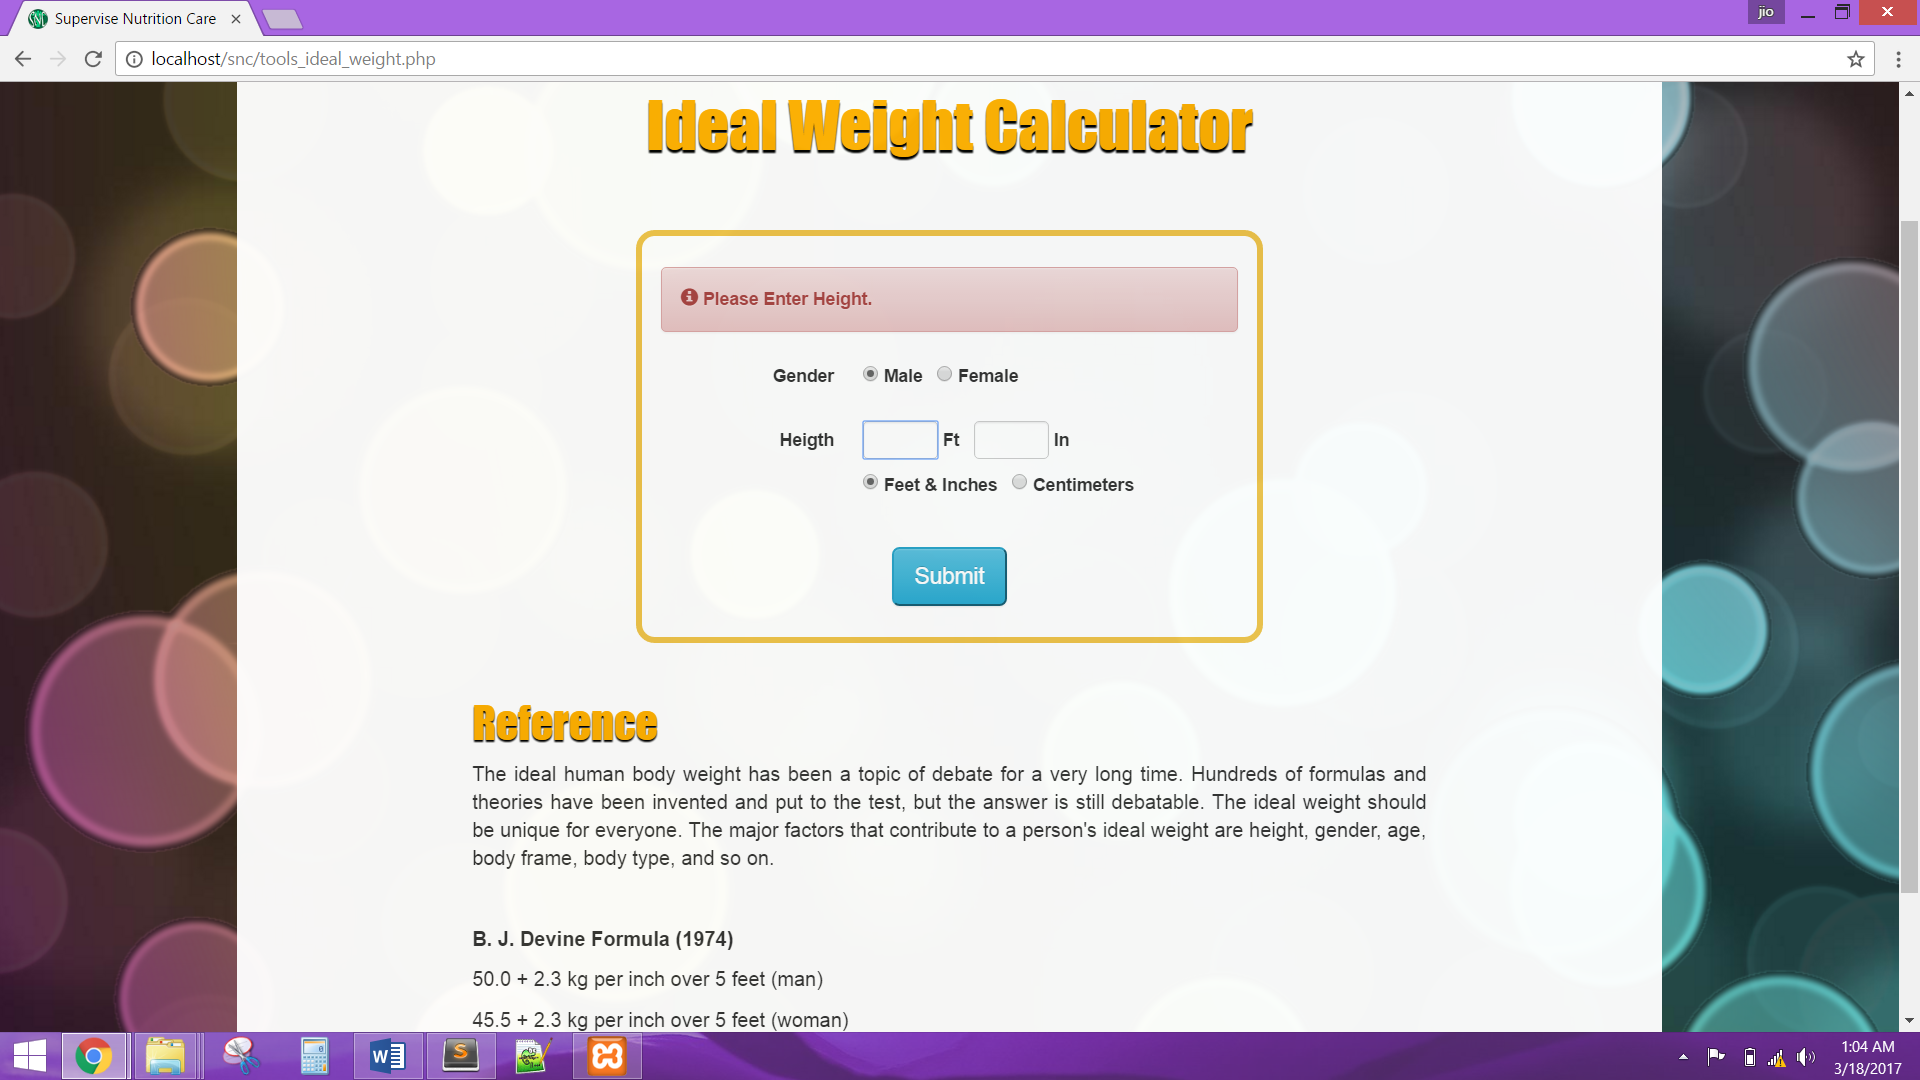 Supervise Nutrition Care
jio
localhost/snc/tools_ideal_weight.php
Ideal Weight Calculator
Please Enter Height.
Gender Male Female
Heigth Ft In
Feet & Inches Centimeters
Submit
Reference
The ideal human body weight has been a topic of debate for a very long time. Hundreds of formulas and
theories have been invented and put to the test, but the answer is still debatable. The ideal weight should
be unique for everyone. The major factors that contribute to a person's ideal weight are height, gender, age,
body frame, body type, and so on.
B. J. Devine Formula (1974)
50.0 + 2.3 kg per inch over 5 feet (man)
45.5 + 2.3 kg per inch over 5 feet (woman)
1:04 AM
3/18/2017